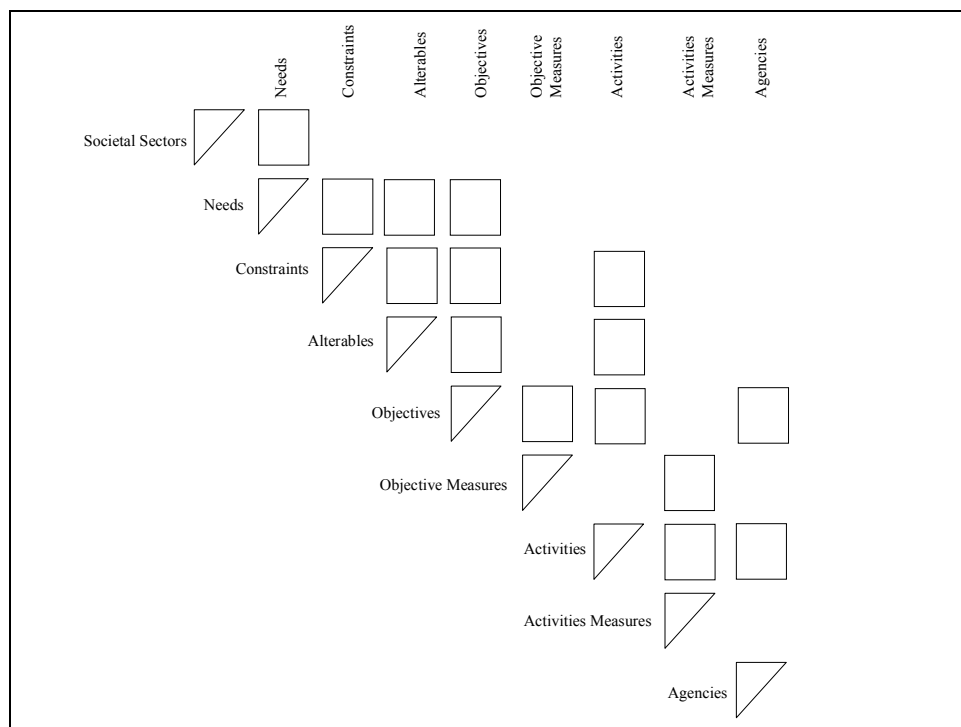 Needs
Constraints
Alterables
Objectives
Objective
Measures
Activities
Activities
Measures
Agencies
Societal Sectors
Needs
Constraints
Alterables
Objectives
Objective Measures
Activities
Activities Measures
Agencies